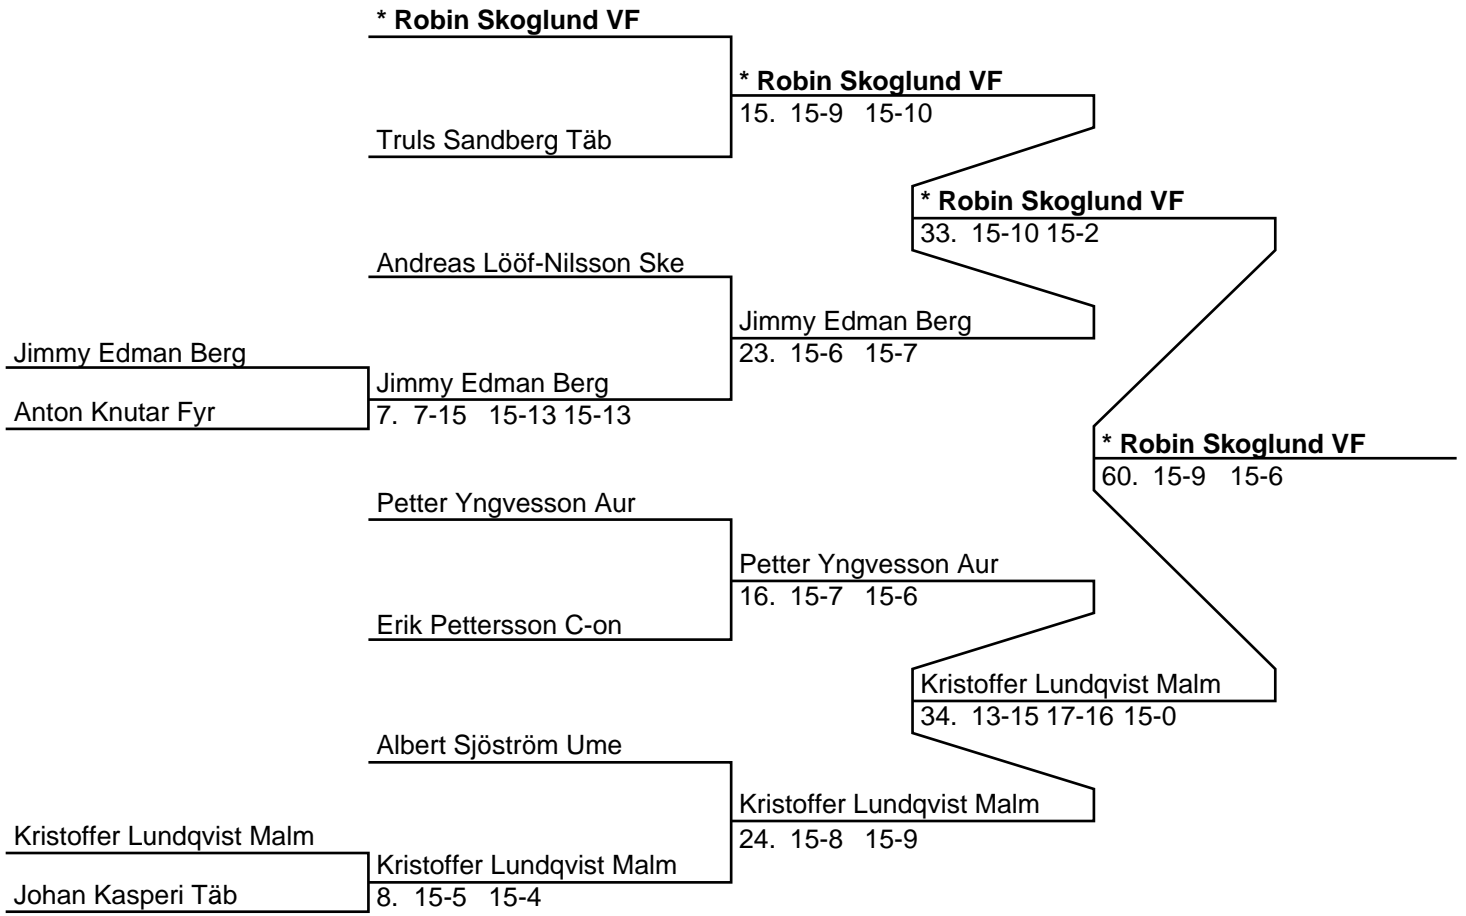 * Robin Skoglund VF
* Robin Skoglund VF
15. 15-9 15-10
Truls Sandberg Täb
* Robin Skoglund VF
33. 15-10 15-2
Andreas Lööf-Nilsson Ske
Jimmy Edman Berg
23. 15-6 15-7
Jimmy Edman Berg
Jimmy Edman Berg
7. 7-15 15-13 15-13
Anton Knutar Fyr
* Robin Skoglund VF
60. 15-9 15-6
Petter Yngvesson Aur
Petter Yngvesson Aur
16. 15-7 15-6
Erik Pettersson C-on
Kristoffer Lundqvist Malm
34. 13-15 17-16 15-0
Albert Sjöström Ume
Kristoffer Lundqvist Malm
24. 15-8 15-9
Kristoffer Lundqvist Malm
Kristoffer Lundqvist Malm
8. 15-5 15-4
Johan Kasperi Täb